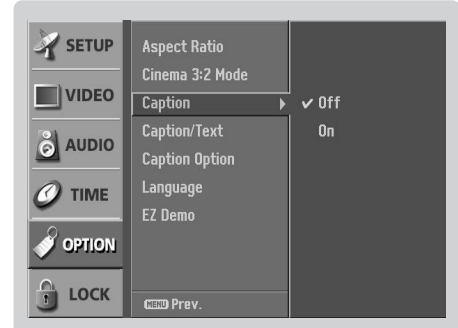 SETUP
VIDEO
AUDIO
TIME
OPTION
LOCK
Aspect Ratio
Cinema 3:2 Mode
Caption
Caption/Text
Caption Option
Language
EZ Demo
MENU Prev.
Off
On